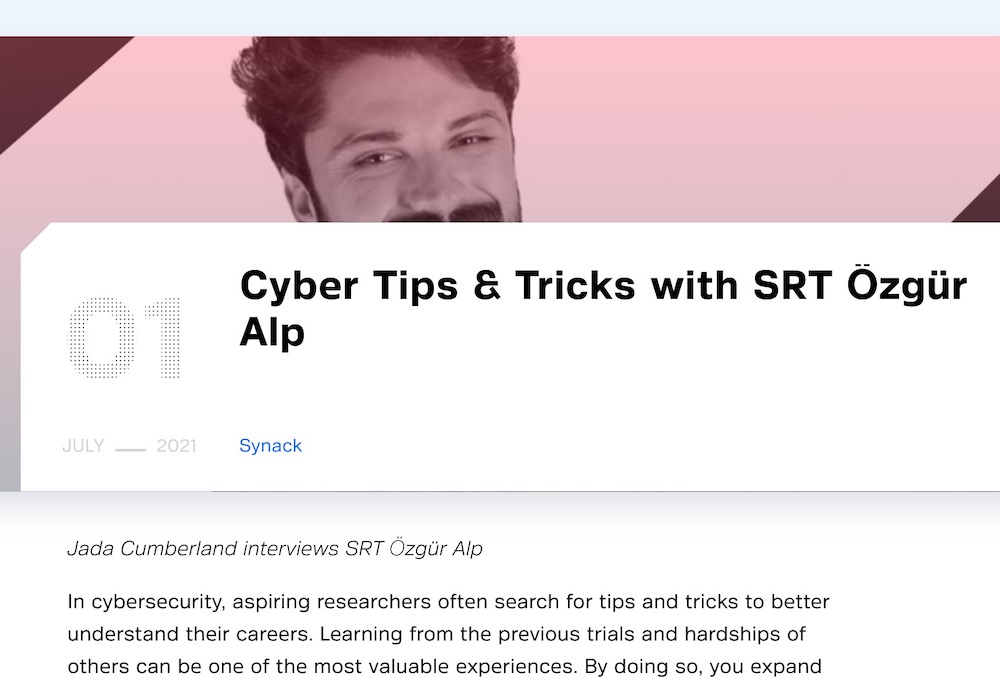 Cyber Tips & Tricks with SRT Özgür
Alp
01
JULY 2021
Synack
Jada Cumberland interviews SRT Özgür Alp
In cybersecurity, aspiring researchers often search for tips and tricks to better
understand their careers. Learning from the previous trials and hardships of
others can be one of the most valuable experiences. By doing so, you expand